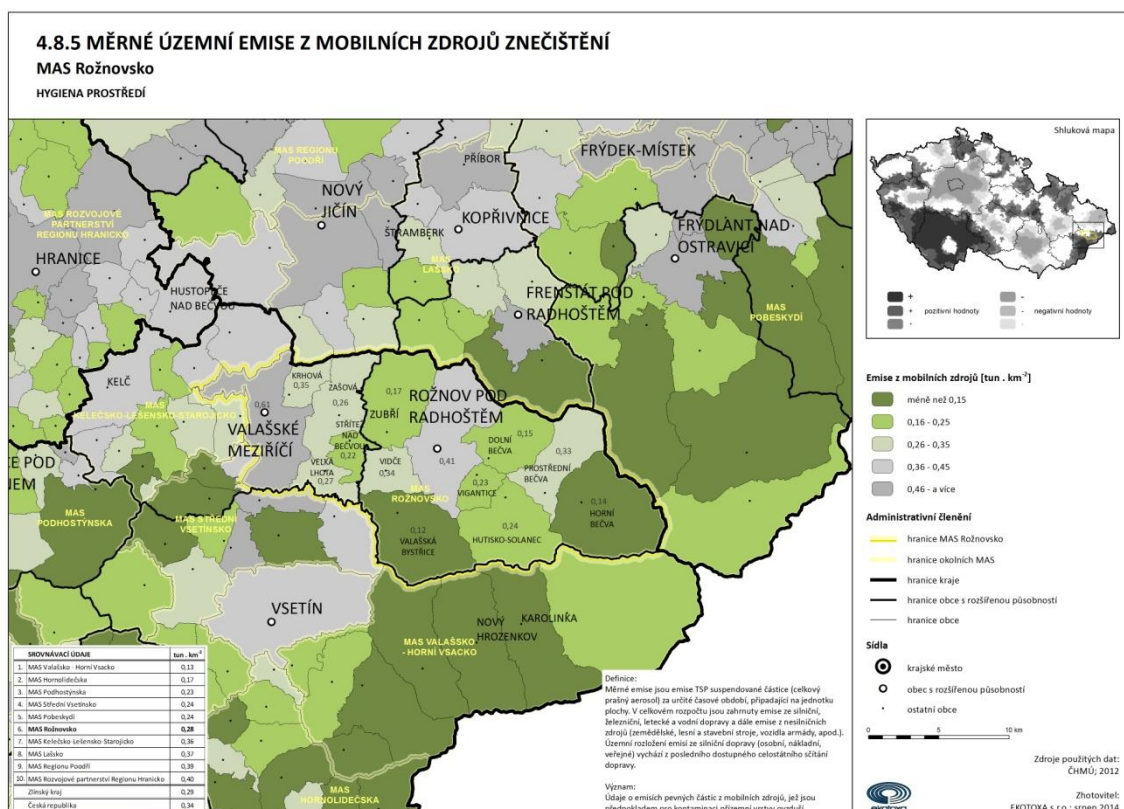 4.8.5 MĚRNÉ ÚZEMNÍ EMISE Z MOBILNÍCH ZDROJŮ ZNEČIŠTĚNÍ
MAS Rožnovsko
HYGIENA PROSTŘEDÍ
MAS REGIONU
POODŘÍ
PŘÍBOR
FRÝDEK-MÍSTEK
NOVÝ
JIČÍN
MAS ROZVOJOVÉ
PARTNERSTVÍ
REGIONU HRANICKO
HRANICE
KOPŘIVNICE
ŠTRAMBERK
FRÝDLANT NAD
OSTRAVICÍ
MAS
LAŠSKO
HUSTOPEČE
NAD BEČVOU
FRENŠTÁT POD
RADHOŠTĚM
MAS
POBESKYDÍ
KELČ
MAS
KELEČSKO-LEŠENSKO-STAROJICKO
KRHOVÁ
0,35
ZAŠOVÁ
0,26
0,17
ZUBŘÍ
ROŽNOV POD
RADHOŠTĚM
0,61
VALAŠSKÉ
MEZIŘÍČÍ
STŘÍTEŽ
NAD
BEČVOU
0,22
VELKÁ
LHOTA
0,27
VIDČE
0,34
0,41
DOLNÍ
BEČVA
0,15
0,33
PROSTŘEDNÍ
BEČVA
0,23
VIGANTICE
MAS
ROŽNOVSKO
0,14
HORNÍ
BEČVA
0,12
VALAŠSKÁ
BYSTŘICE
0,24
HUTISKO-SOLANEC
CE POD
NEM
MAS
PODHOSTÝNSKA
MAS STŘEDNÍ
VSETÍNSKO
VSETÍN
NOVÝ
HROZENKOV
KAROLINKA
MAS VALAŠSKO
- HORNÍ VSACKO
MAS
HORNOLIDEČSKA
SROVNÁVACÍ ÚDAJE tun . km⁻²
1. MAS Valašsko - Horní Vsacko 0,13
2. MAS Hornolidečska 0,17
3. MAS Podhostýnska 0,23
4. MAS Střední Vsetínsko 0,24
5. MAS Pobeskydí 0,24
6. MAS Rožnovsko 0,28
7. MAS Kelečsko-Lešensko-Starojicko 0,36
8. MAS Lašsko 0,37
9. MAS Regionu Poodří 0,39
10. MAS Rozvojové partnerství Regionu Hranicko 0,40
Zlínský kraj 0,29
Česká republika 0,34
Definice:
Měrné emise jsou emise TSP suspendované částice (celkový
prašný aerosol) za určité časové období, připadající na jednotku
plochy. V celkovém rozpočtu jsou zahrnuty emise ze silniční,
železniční, letecké a vodní dopravy a dále emise z nesilničních
zdrojů (zemědělské, lesní a stavební stroje, vozidla armády, apod.).
Územní rozložení emisí ze silniční dopravy (osobní, nákladní,
veřejné) vychází z posledního dostupného celostátního sčítání
dopravy.
Význam:
Údaje o emisích pevných částic z mobilních zdrojů, jež jsou
předpokladem pro kontaminaci přízemní vrstvy ovzduší
Shluková mapa
+
+ pozitivní hodnoty
-
- negativní hodnoty
Emise z mobilních zdrojů [tun . km⁻²]
méně než 0,15
0,16 - 0,25
0,26 - 0,35
0,36 - 0,45
0,46 - a více
Administrativní členění
hranice MAS Rožnovsko
hranice okolních MAS
hranice kraje
hranice obce s rozšířenou působností
hranice obce
Sídla
krajské město
obec s rozšířenou působností
ostatní obce
0 5 10 km
Zdroje použitých dat:
ČHMÚ; 2012
Zhotovitel:
EKOTOXA s.r.o.; srpen 2014
ekotoxa